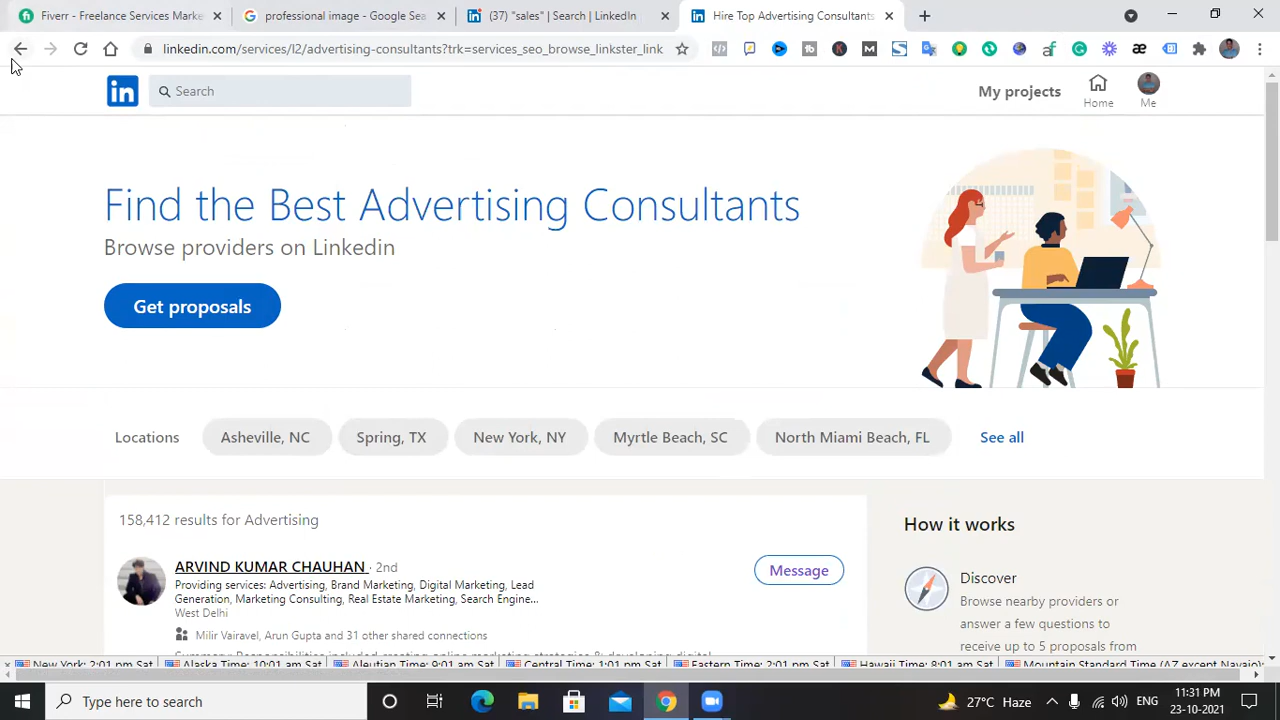 Fiverr - Freelance Services Marke
professional image - Google Sea
(37) "sales" | Search | LinkedIn
Hire Top Advertising Consultants
linkedin.com/services/l2/advertising-consultants?trk=services_seo_browse_linkster_link
in
Search
My projects
Home
Me
Find the Best Advertising Consultants
Browse providers on Linkedin
Get proposals
Locations
Asheville, NC
Spring, TX
New York, NY
Myrtle Beach, SC
North Miami Beach, FL
See all
158,412 results for Advertising
ARVIND KUMAR CHAUHAN · 2nd
Message
Providing services: Advertising, Brand Marketing, Digital Marketing, Lead
Generation, Marketing Consulting, Real Estate Marketing, Search Engine...
West Delhi
Milir Vairavel, Arun Gupta and 31 other shared connections
How it works
Discover
Browse nearby providers or
answer a few questions to
receive up to 5 proposals from
New York: 2:01 pm Sat
Alaska Time: 10:01 am Sat
Aleutian Time: 9:01 am Sat
Central Time: 1:01 pm Sat
Eastern Time: 2:01 pm Sat
Hawaii Time: 8:01 am Sat
Mountain Standard Time (AZ except Navajo)
Type here to search
27°C Haze
ENG
11:31 PM
23-10-2021